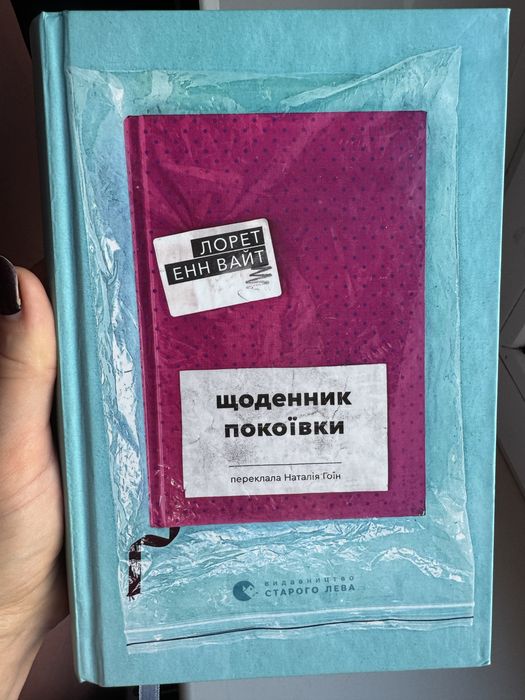 ЛОРЕТ
ЕНН ВАЙТ
щоденник
покоївки
переклала Наталія Гоїн
видавництво
СТАРОГО ЛЕВА